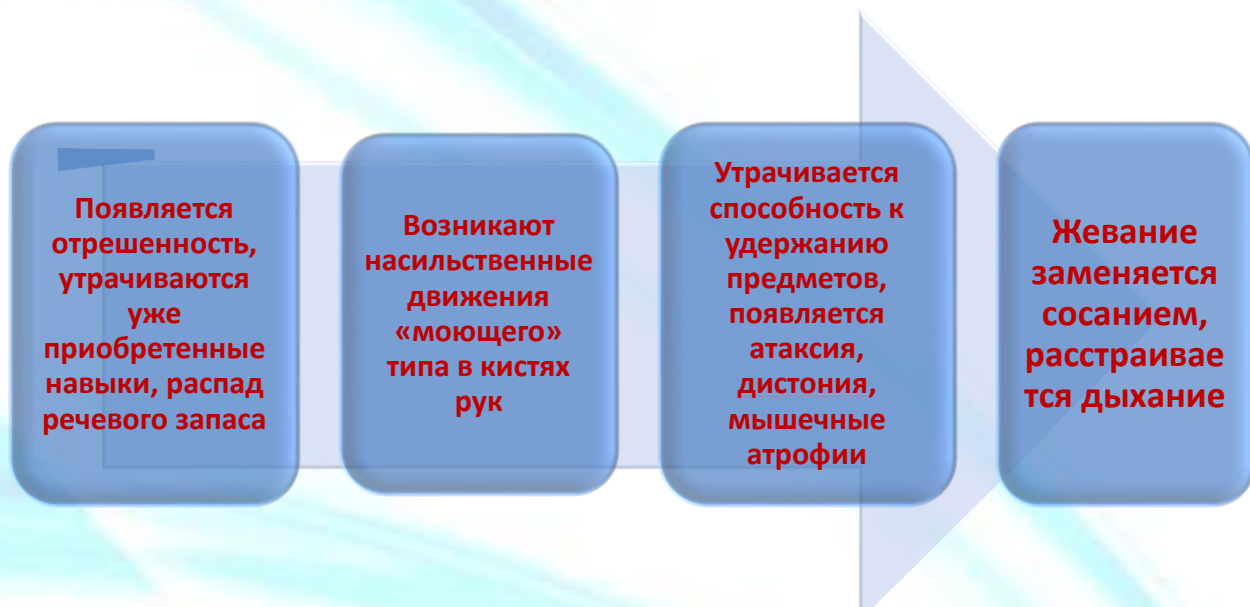 Появляется
отрешенность,
утрачиваются
уже
приобретенные
навыки, распад
речевого запаса
Возникают
насильственные
движения
«моющего»
типа в кистях
рук
Утрачивается
способность к
удержанию
предметов,
появляется
атаксия,
дистония,
мышечные
атрофии
Жевание
заменяется
сосанием,
расстраивае
тся дыхание